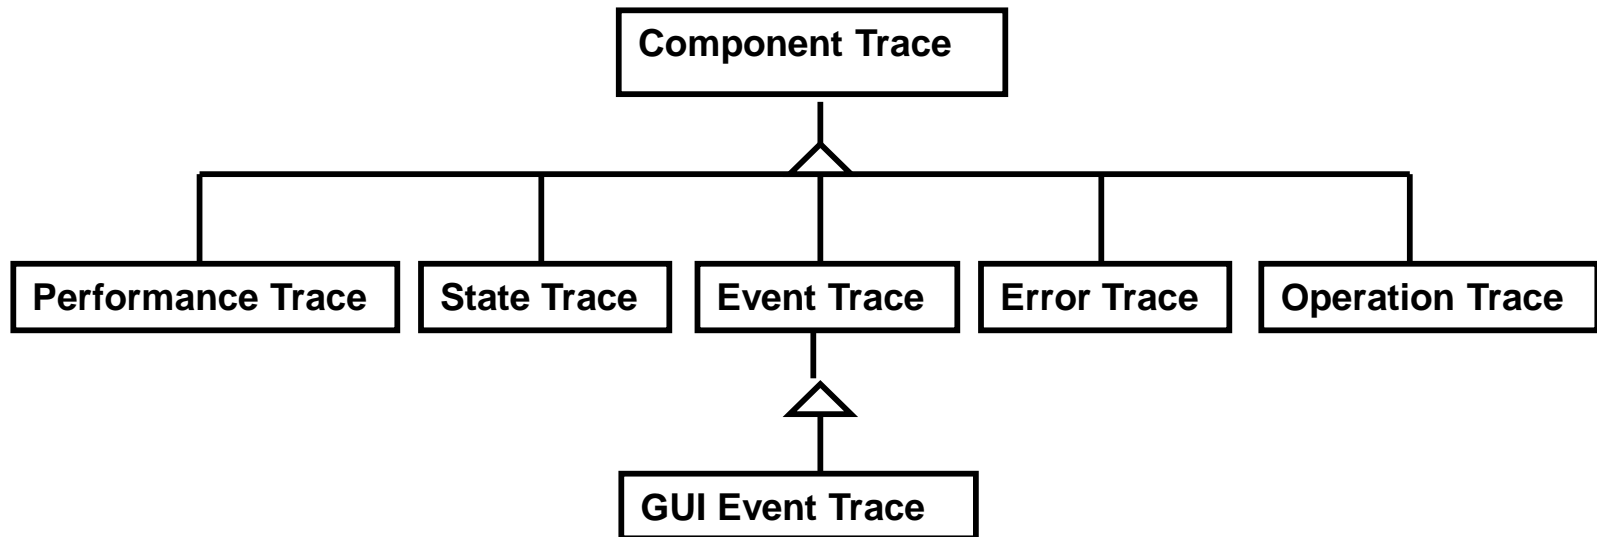 Component Trace
Performance Trace
State Trace
Event Trace
Error Trace
Operation Trace
GUI Event Trace